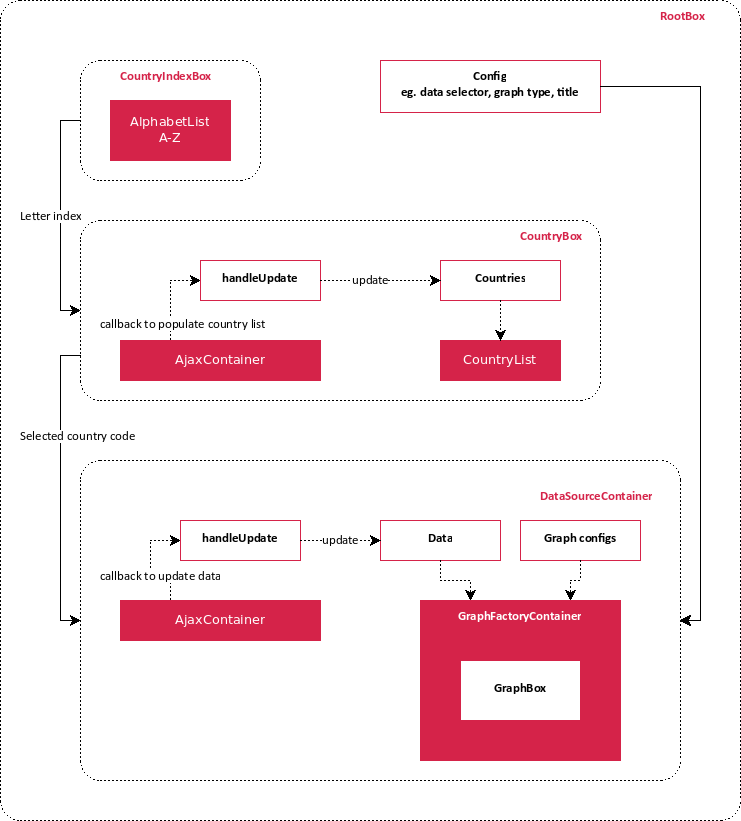 RootBox
CountryIndexBox
AlphabetList
A-Z
Config
eg. data selector, graph type, title
Letter index
CountryBox
handleUpdate
update
Countries
callback to populate country list
AjaxContainer
CountryList
Selected country code
DataSourceContainer
handleUpdate
update
Data
Graph configs
callback to update data
AjaxContainer
GraphFactoryContainer
GraphBox